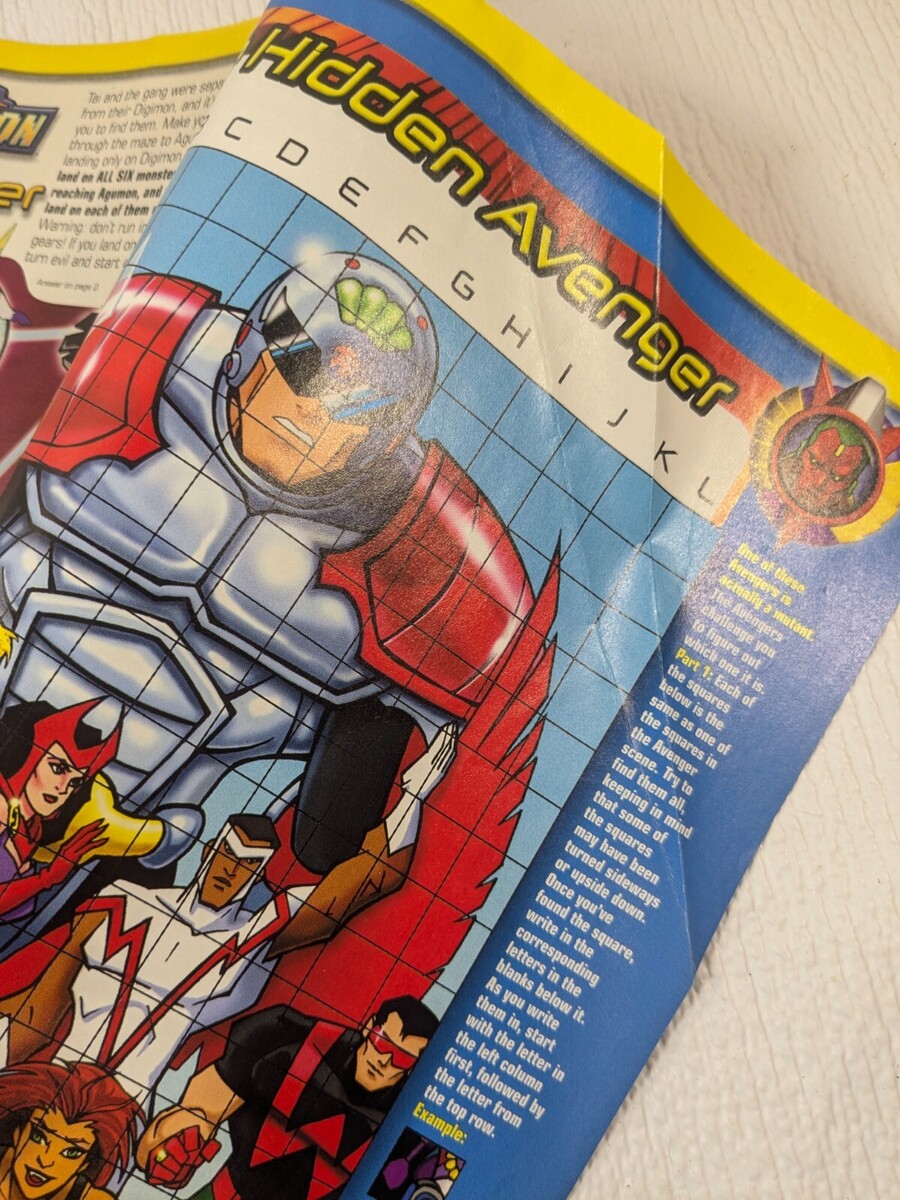 Tai and the gang were
from their Digimon, and
you to find them. Make
through the maze to
landing only on Digimon
land on ALL SIX
reaching Agumon, and
land on each of them
Warning: don't run
gears! If you land on
turn evil and start
Answer on page 2
Hidden Avenger
C D E F G H I J K L
One of these
Avengers is
actually a mutant.
The Avengers
challenge you
to figure out
which one it is.
Part 1: Each of
the squares
below is the
same as one of
the squares in
the Avenger
scene. Try to
find them all,
keeping in mind
that some of
the squares
may have been
turned sideways
or upside down.
Once you've
found the square,
write in the
corresponding
letters in the
blanks below it.
As you write
them in, start
with the letter in
the left column
first, followed by
the letter from
the top row.
Example: